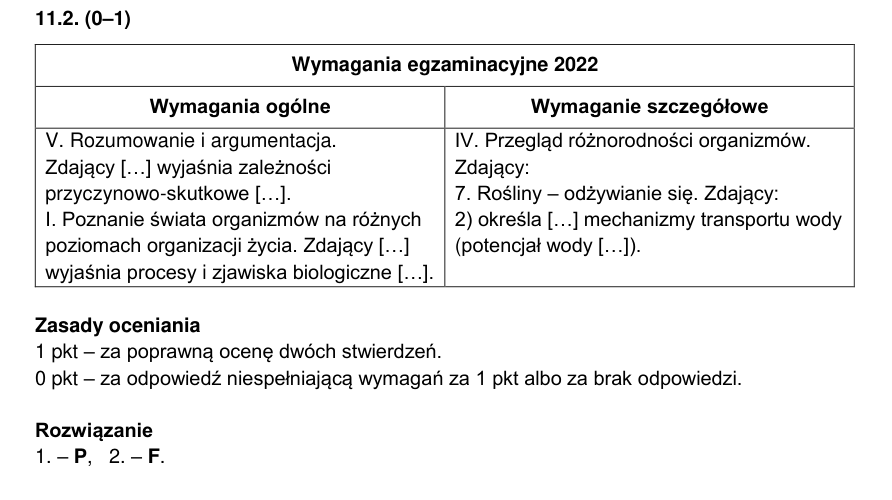 11.2. (0–1)
Wymagania egzaminacyjne 2022
Wymagania ogólne
Wymaganie szczegółowe
V. Rozumowanie i argumentacja.
Zdający […] wyjaśnia zależności
przyczynowo-skutkowe […].
I. Poznanie świata organizmów na różnych
poziomach organizacji życia. Zdający […]
wyjaśnia procesy i zjawiska biologiczne […].
IV. Przegląd różnorodności organizmów.
Zdający:
7. Rośliny – odżywianie się. Zdający:
2) określa […] mechanizmy transportu wody
(potencjał wody […]).
Zasady oceniania
1 pkt – za poprawną ocenę dwóch stwierdzeń.
0 pkt – za odpowiedź niespełniającą wymagań za 1 pkt albo za brak odpowiedzi.
Rozwiązanie
1. – P, 2. – F.